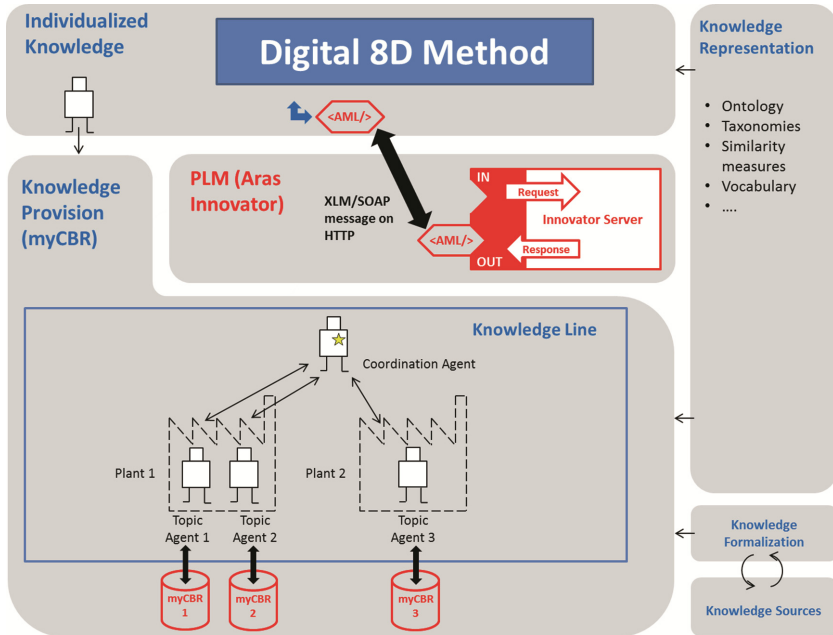 Individualized
Knowledge
Digital 8D Method
<AML/>
Knowledge
Representation
• Ontology
• Taxonomies
• Similarity
measures
• Vocabulary
• ....
Knowledge
Provision
(myCBR)
PLM (Aras
Innovator)
XLM/SOAP
message on
HTTP
<AML/>
IN
Request
Innovator Server
Response
OUT
Knowledge Line
Coordination Agent
Plant 1
Plant 2
Topic
Agent 1
Topic
Agent 2
Topic
Agent 3
myCBR
1
myCBR
2
myCBR
3
Knowledge
Formalization
Knowledge Sources